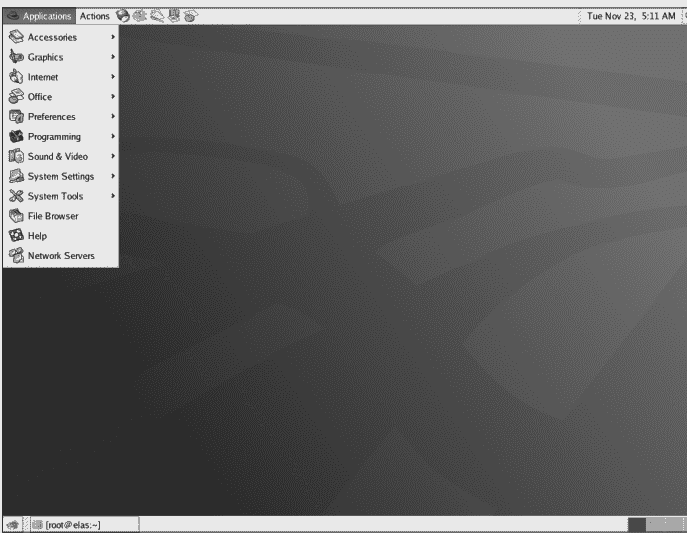 Applications Actions Tue Nov 23, 5:11 AM
Accessories
Graphics
Internet
Office
Preferences
Programming
Sound & Video
System Settings
System Tools
File Browser
Help
Network Servers
[root@elas:~]